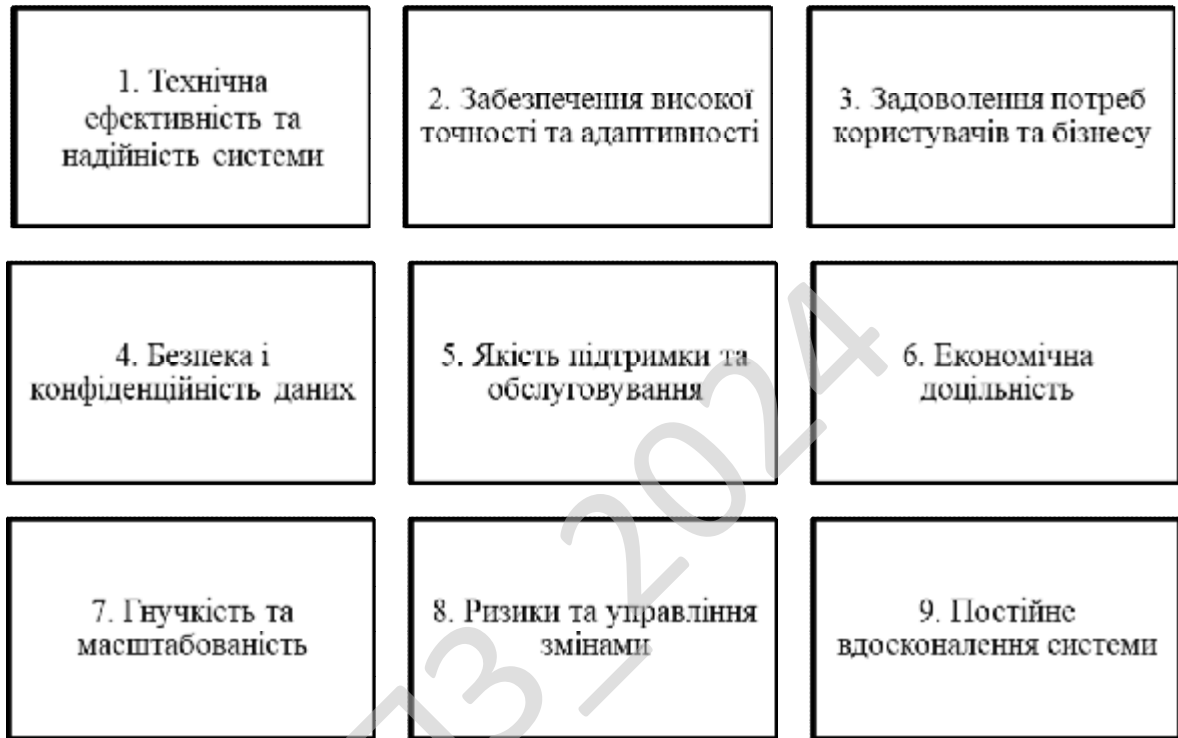 1. Технічна
ефективність та
надійність системи
2. Забезпечення високої
точності та адаптивності
3. Задоволення потреб
користувачів та бізнесу
4. Безпека і
конфіденційність даних
5. Якість підтримки та
обслуговування
6. Економічна
доцільність
7. Гнучкість та
масштабованість
8. Ризики та управління
змінами
9. Постійне
вдосконалення системи